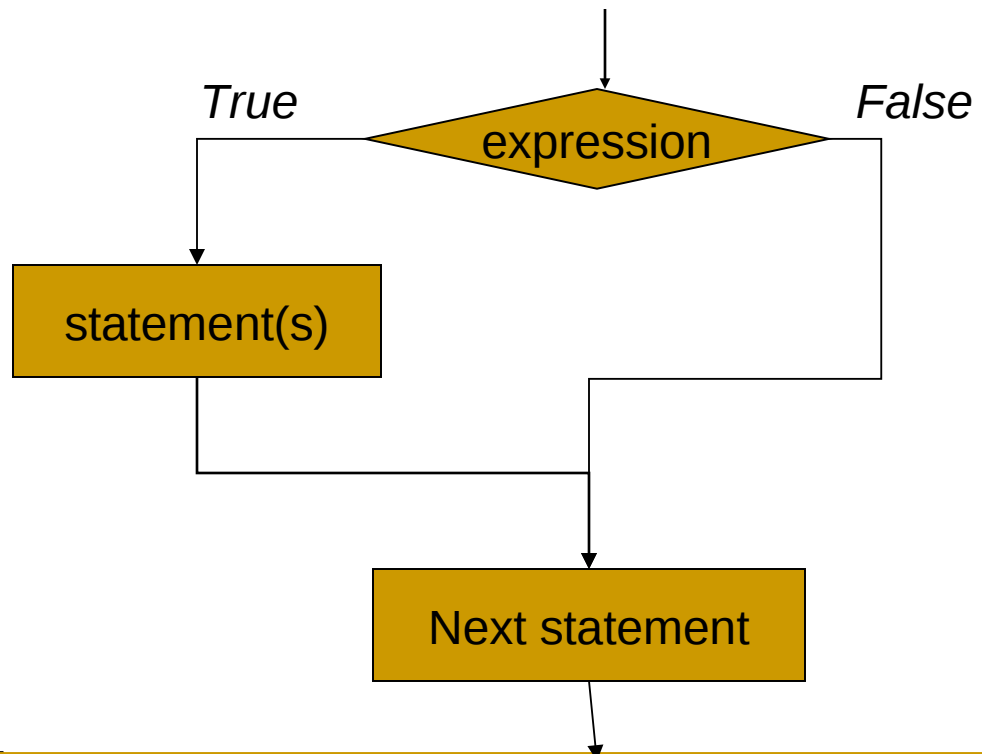 True
False
expression
statement(s)
Next statement